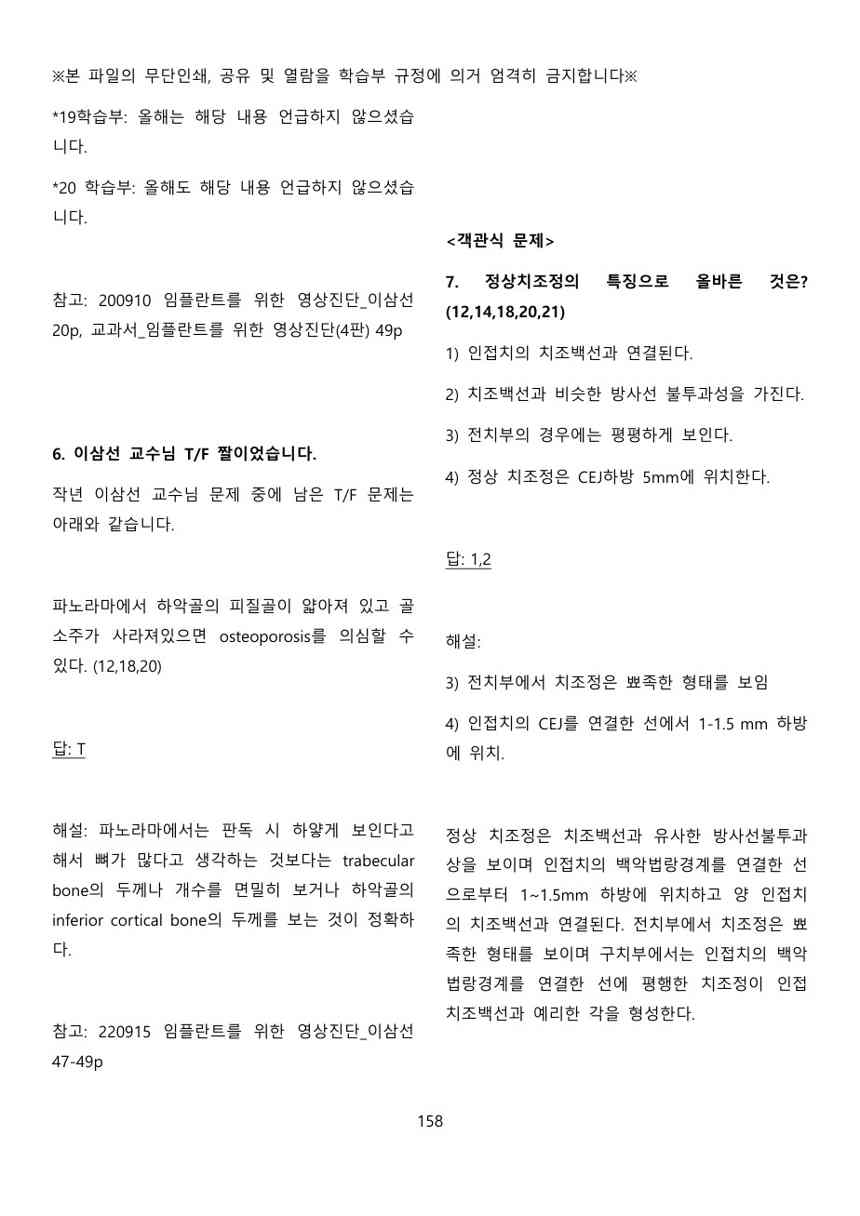 ※본 파일의 무단인쇄, 공유 및 열람을 학습부 규정에 의거 엄격히 금지합니다※
*19학습부: 올해는 해당 내용 언급하지 않으셨습
니다.
*20 학습부: 올해도 해당 내용 언급하지 않으셨습
니다.
참고: 200910 임플란트를 위한 영상진단_이삼선
20p, 교과서_임플란트를 위한 영상진단(4판) 49p
6. 이삼선 교수님 T/F 짤이었습니다.
작년 이삼선 교수님 문제 중에 남은 T/F 문제는
아래와 같습니다.
파노라마에서 하악골의 피질골이 얇아져 있고 골
소주가 사라져있으면 osteoporosis를 의심할 수
있다. (12,18,20)
답: T
해설: 파노라마에서는 판독 시 하얗게 보인다고
해서 뼈가 많다고 생각하는 것보다는 trabecular
bone의 두께나 개수를 면밀히 보거나 하악골의
inferior cortical bone의 두께를 보는 것이 정확하
다.
참고: 220915 임플란트를 위한 영상진단_이삼선
47-49p
<객관식 문제>
7. 정상치조정의 특징으로 올바른 것은?
(12,14,18,20,21)
1) 인접치의 치조백선과 연결된다.
2) 치조백선과 비슷한 방사선 불투과성을 가진다.
3) 전치부의 경우에는 평평하게 보인다.
4) 정상 치조정은 CEJ하방 5mm에 위치한다.
답: 1,2
해설:
3) 전치부에서 치조정은 뾰족한 형태를 보임
4) 인접치의 CEJ를 연결한 선에서 1-1.5 mm 하방
에 위치.
정상 치조정은 치조백선과 유사한 방사선불투과
상을 보이며 인접치의 백악법랑경계를 연결한 선
으로부터 1~1.5mm 하방에 위치하고 양 인접치
의 치조백선과 연결된다. 전치부에서 치조정은 뾰
족한 형태를 보이며 구치부에서는 인접치의 백악
법랑경계를 연결한 선에 평행한 치조정이 인접
치조백선과 예리한 각을 형성한다.
158